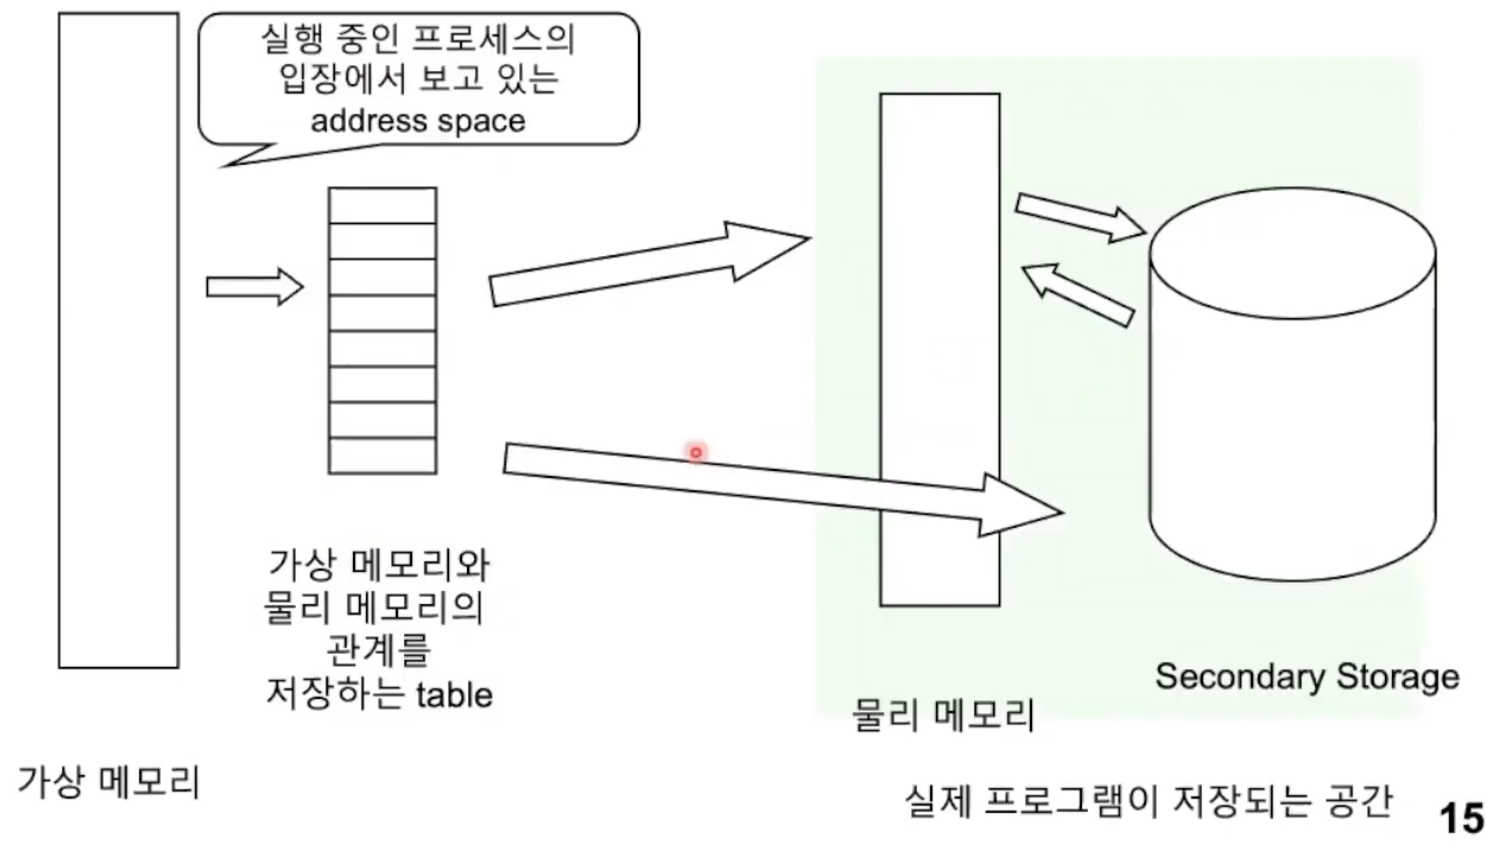 실행 중인 프로세스의
입장에서 보고 있는
address space
가상 메모리와
물리 메모리의
관계를
저장하는 table
가상 메모리
물리 메모리
Secondary Storage
실제 프로그램이 저장되는 공간
15